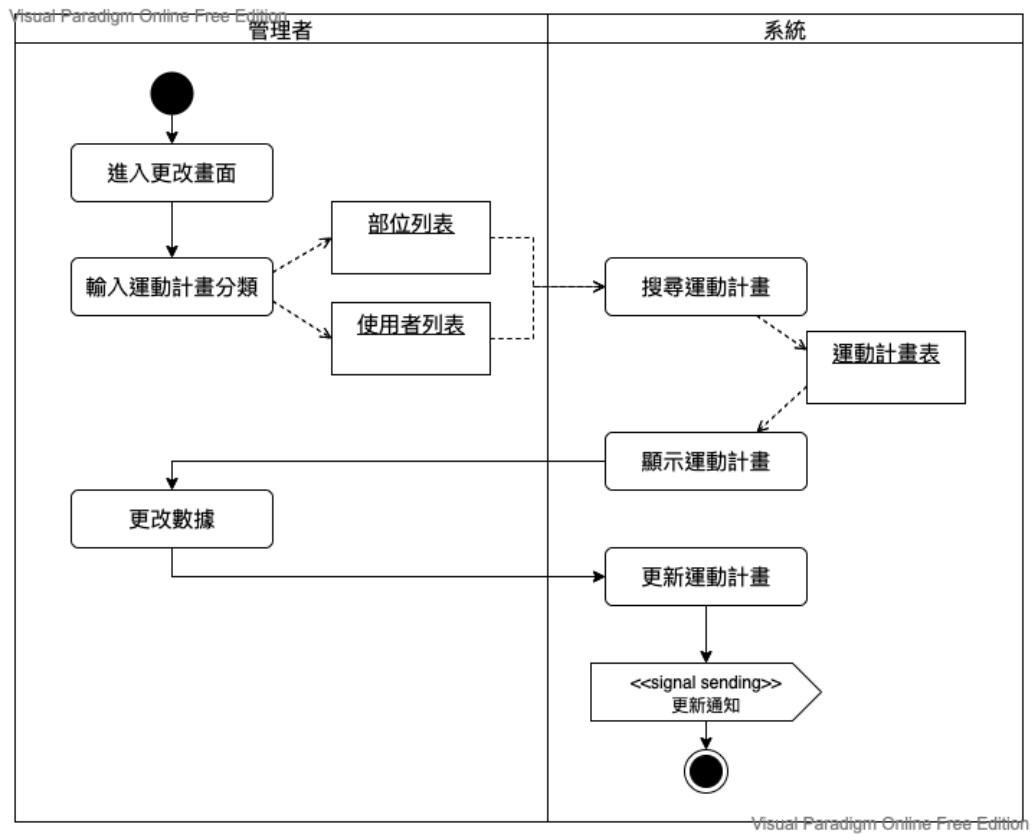 Visual Paradigm Online Free Edition
管理者
系統
進入更改畫面
部位列表
輸入運動計畫分類
搜尋運動計畫
使用者列表
運動計畫表
顯示運動計畫
更改數據
更新運動計畫
<<signal sending>>
更新通知
Visual Paradigm Online Free Edition